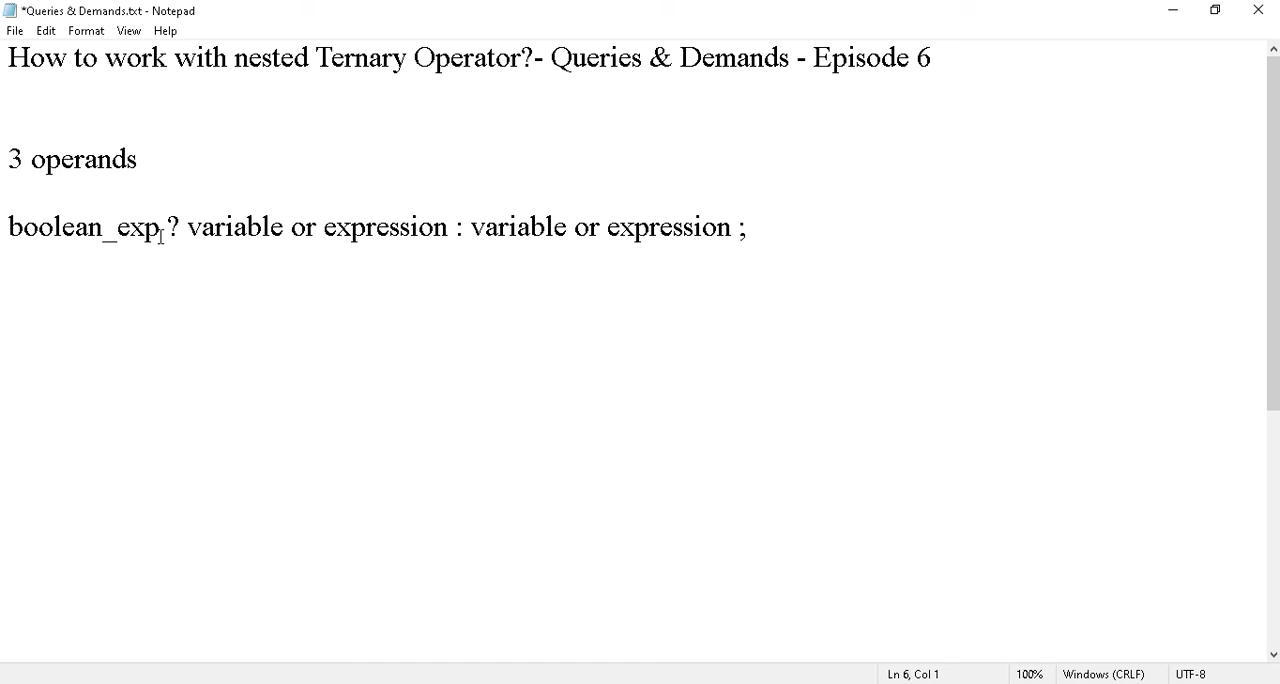 *Queries & Demands.txt - Notepad
File Edit Format View Help
How to work with nested Ternary Operator?- Queries & Demands - Episode 6
3 operands
boolean_exp ? variable or expression : variable or expression ;
Ln 6, Col 1 100% Windows (CRLF) UTF-8